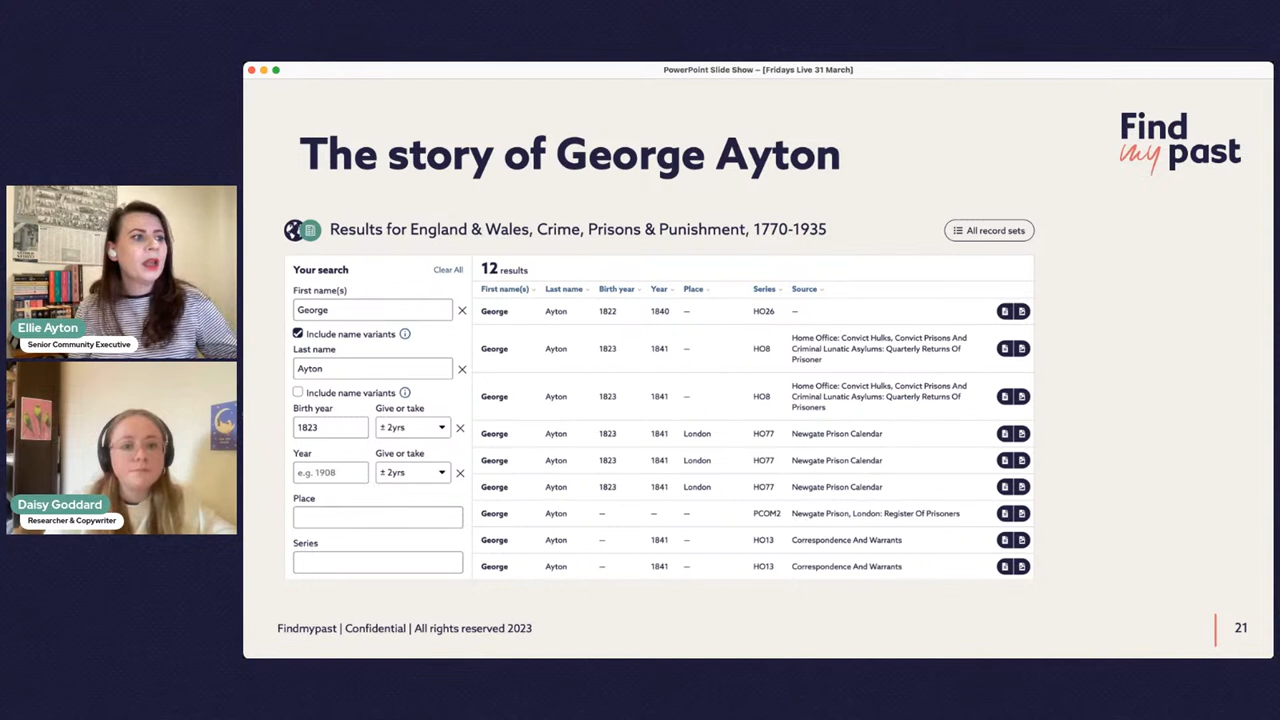 PowerPoint Slide Show – [Fridays Live 31 March]
The story of George Ayton
Find
my past
Results for England & Wales, Crime, Prisons & Punishment, 1770-1935
All record sets
Your search
Clear All
First name(s)
George
Include name variants
Last name
Ayton
Include name variants
Birth year
Give or take
1823
± 2yrs
Year
Give or take
e.g. 1908
± 2yrs
Place
Series
12 results
First name(s) Last name Birth year Year Place Series Source
George Ayton 1822 1840 – HO26 –
George Ayton 1823 1841 – HO8 Home Office: Convict Hulks, Convict Prisons And
Criminal Lunatic Asylums: Quarterly Returns Of
Prisoner
George Ayton 1823 1841 – HO8 Home Office: Convict Hulks, Convict Prisons And
Criminal Lunatic Asylums: Quarterly Returns Of
Prisoners
George Ayton 1823 1841 London HO77 Newgate Prison Calendar
George Ayton 1823 1841 London HO77 Newgate Prison Calendar
George Ayton 1823 1841 London HO77 Newgate Prison Calendar
George Ayton – – – PCOM2 Newgate Prison, London: Register Of Prisoners
George Ayton – 1841 – HO13 Correspondence And Warrants
George Ayton – 1841 – HO13 Correspondence And Warrants
Findmypast | Confidential | All rights reserved 2023
21
Ellie Ayton
Senior Community Executive
Daisy Goddard
Researcher & Copywriter